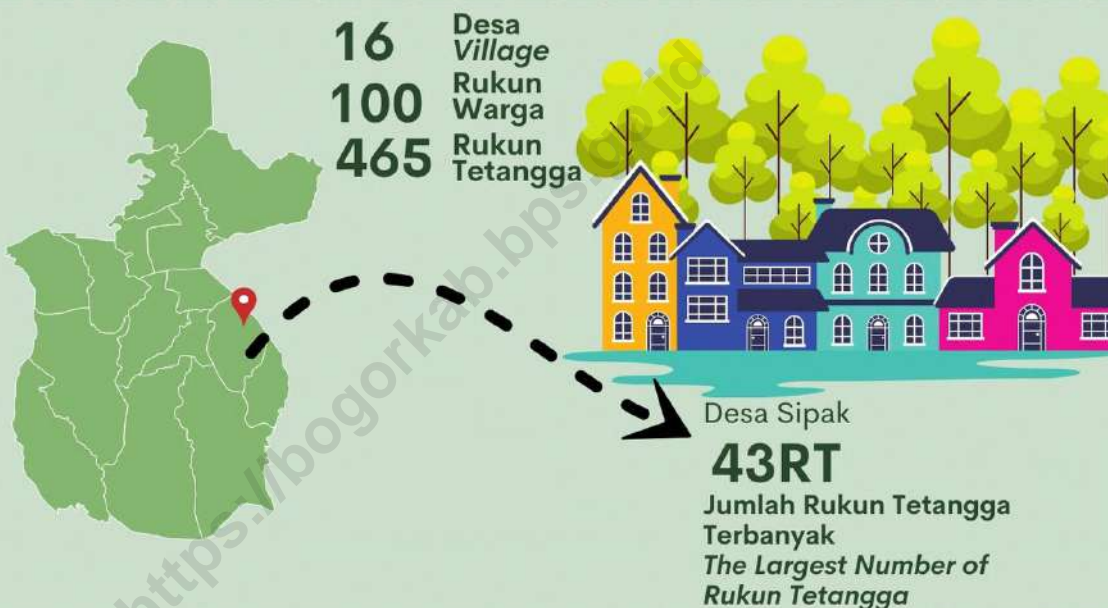 16 Desa
Village
100 Rukun
Warga
465 Rukun
Tetangga
Desa Sipak
43RT
Jumlah Rukun Tetangga
Terbanyak
The Largest Number of
Rukun Tetangga
https://bogorkab.bps.go.id